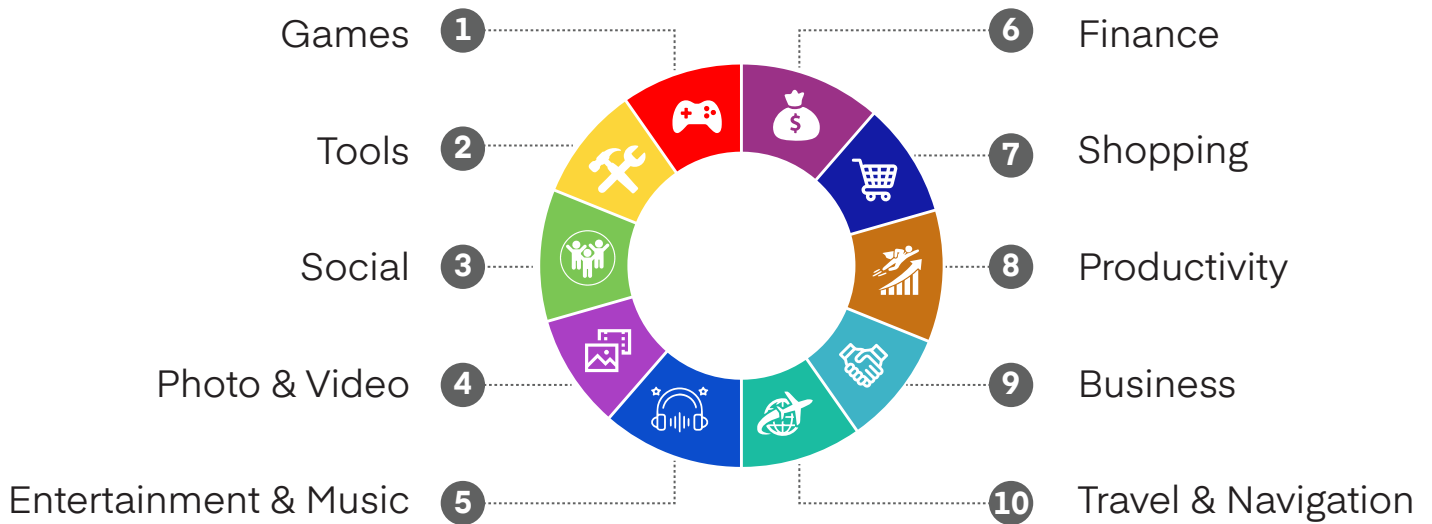 Games 1
Tools 2
Social 3
Photo & Video 4
Entertainment & Music 5
6 Finance
$
7 Shopping
8 Productivity
9 Business
10 Travel & Navigation